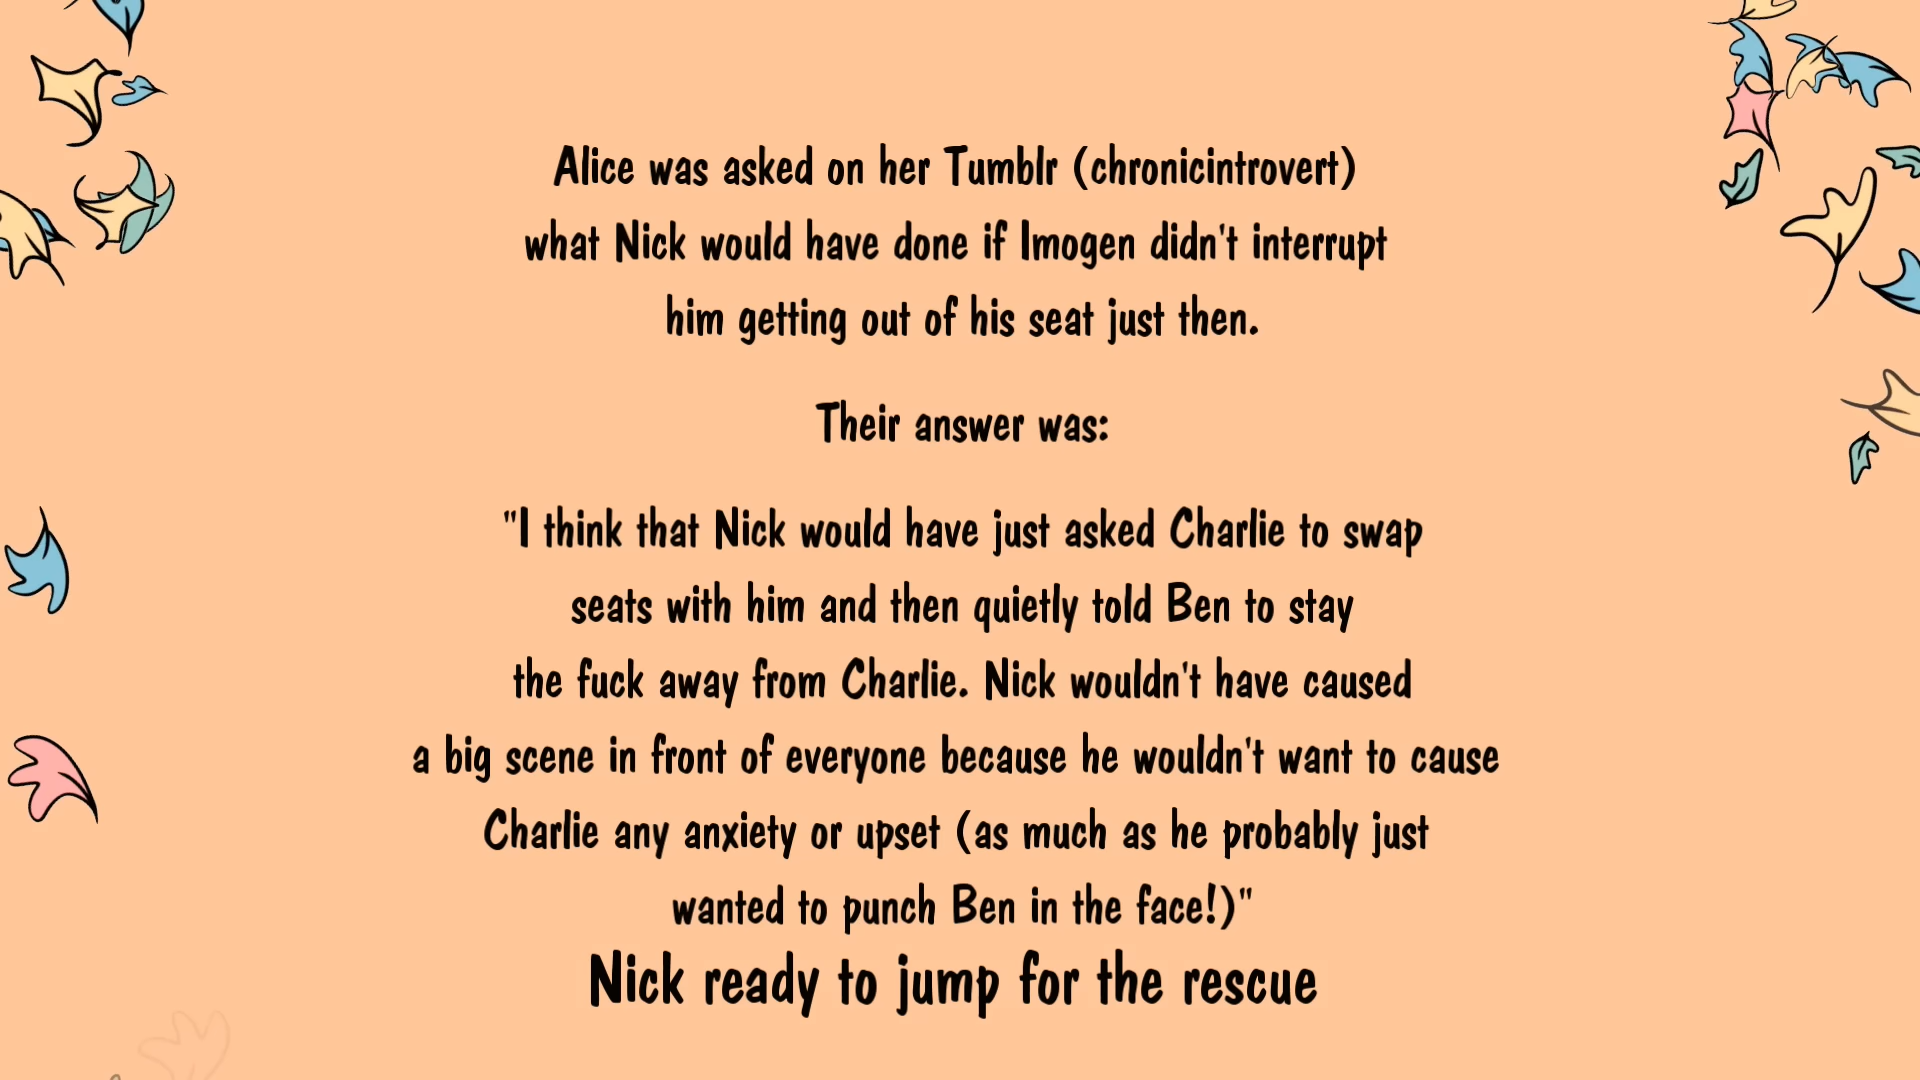 Alice was asked on her Tumblr (chronicintrovert)
what Nick would have done if Imogen didn't interrupt
him getting out of his seat just then.
Their answer was:
"I think that Nick would have just asked Charlie to swap
seats with him and then quietly told Ben to stay
the fuck away from Charlie. Nick wouldn't have caused
a big scene in front of everyone because he wouldn't want to cause
Charlie any anxiety or upset (as much as he probably just
wanted to punch Ben in the face!)"
Nick ready to jump for the rescue